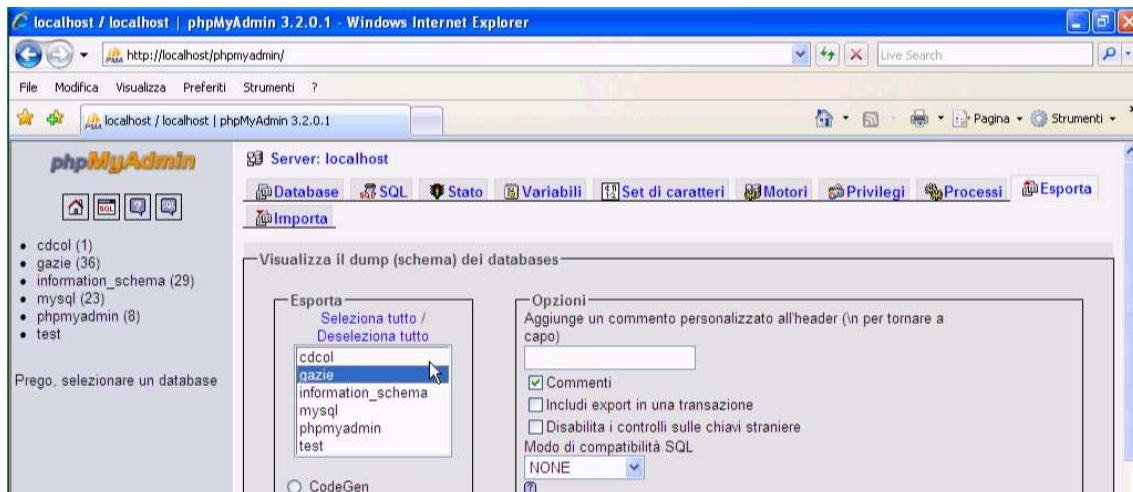 localhost / localhost | phpMyAdmin 3.2.0.1 - Windows Internet Explorer
http://localhost/phpmyadmin/
Live Search
File Modifica Visualizza Preferiti Strumenti ?
localhost / localhost | phpMyAdmin 3.2.0.1
Pagina Strumenti
phpMyAdmin
SQL
cdcol (1)
gazie (36)
information_schema (29)
mysql (23)
phpmyadmin (8)
test
Prego, selezionare un database
Server: localhost
Database SQL Stato Variabili Set di caratteri Motori Privilegi Processi Esporta
Importa
Visualizza il dump (schema) dei databases
Esporta
Seleziona tutto /
Deseleziona tutto
cdcol
gazie
information_schema
mysql
phpmyadmin
test
CodeGen
Opzioni
Aggiunge un commento personalizzato all'header (\n per tornare a
capo)
Commenti
Includi export in una transazione
Disabilita i controlli sulle chiavi straniere
Modo di compatibilità SQL
NONE